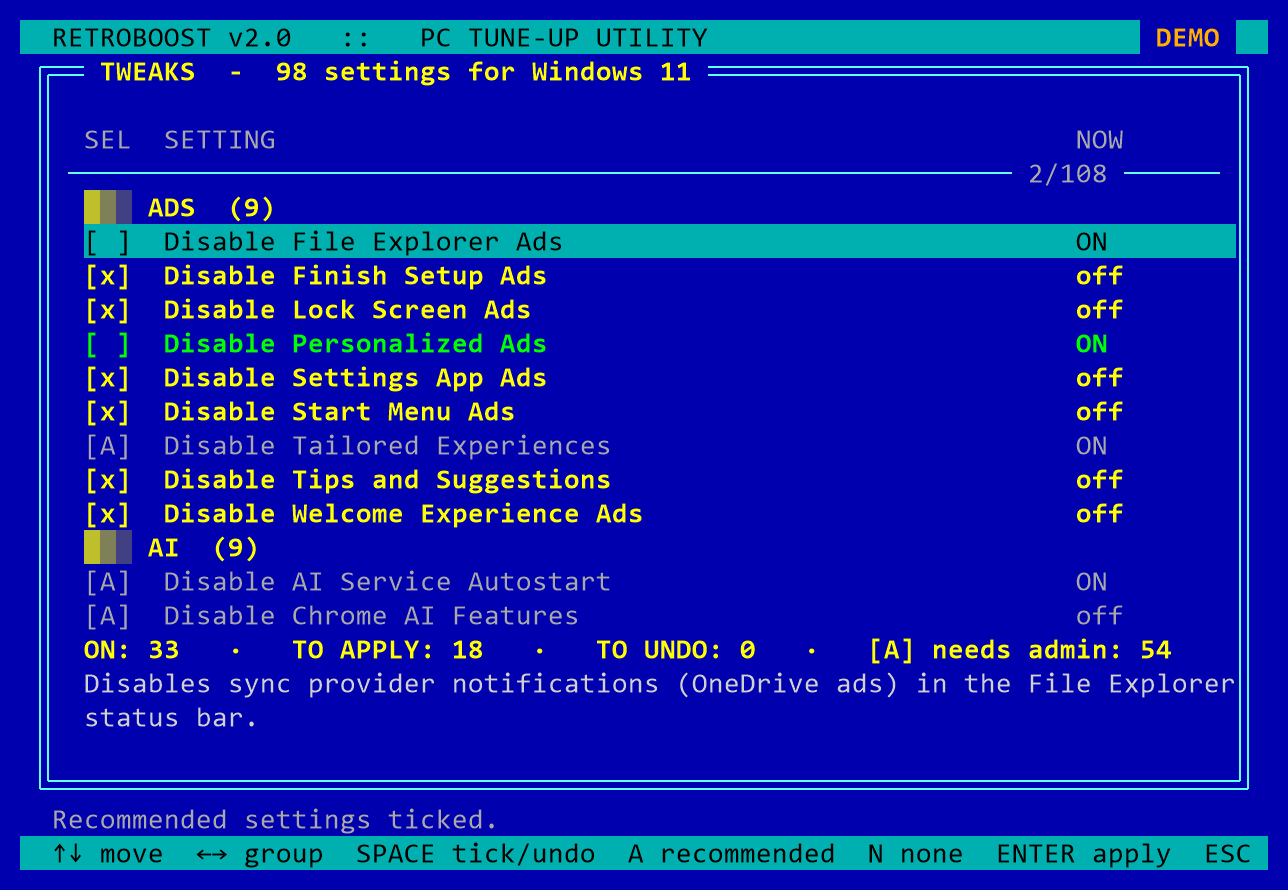 RETROBOOST v2.0 :: PC TUNE-UP UTILITY DEMO
TWEAKS - 98 settings for Windows 11
SEL SETTING NOW
2/108
ADS (9)
[ ] Disable File Explorer Ads ON
[x] Disable Finish Setup Ads off
[x] Disable Lock Screen Ads off
[ ] Disable Personalized Ads ON
[x] Disable Settings App Ads off
[x] Disable Start Menu Ads off
[A] Disable Tailored Experiences ON
[x] Disable Tips and Suggestions off
[x] Disable Welcome Experience Ads off
AI (9)
[A] Disable AI Service Autostart ON
[A] Disable Chrome AI Features off
ON: 33 · TO APPLY: 18 · TO UNDO: 0 · [A] needs admin: 54
Disables sync provider notifications (OneDrive ads) in the File Explorer
status bar.
Recommended settings ticked.
↑↓ move ←→ group SPACE tick/undo A recommended N none ENTER apply ESC